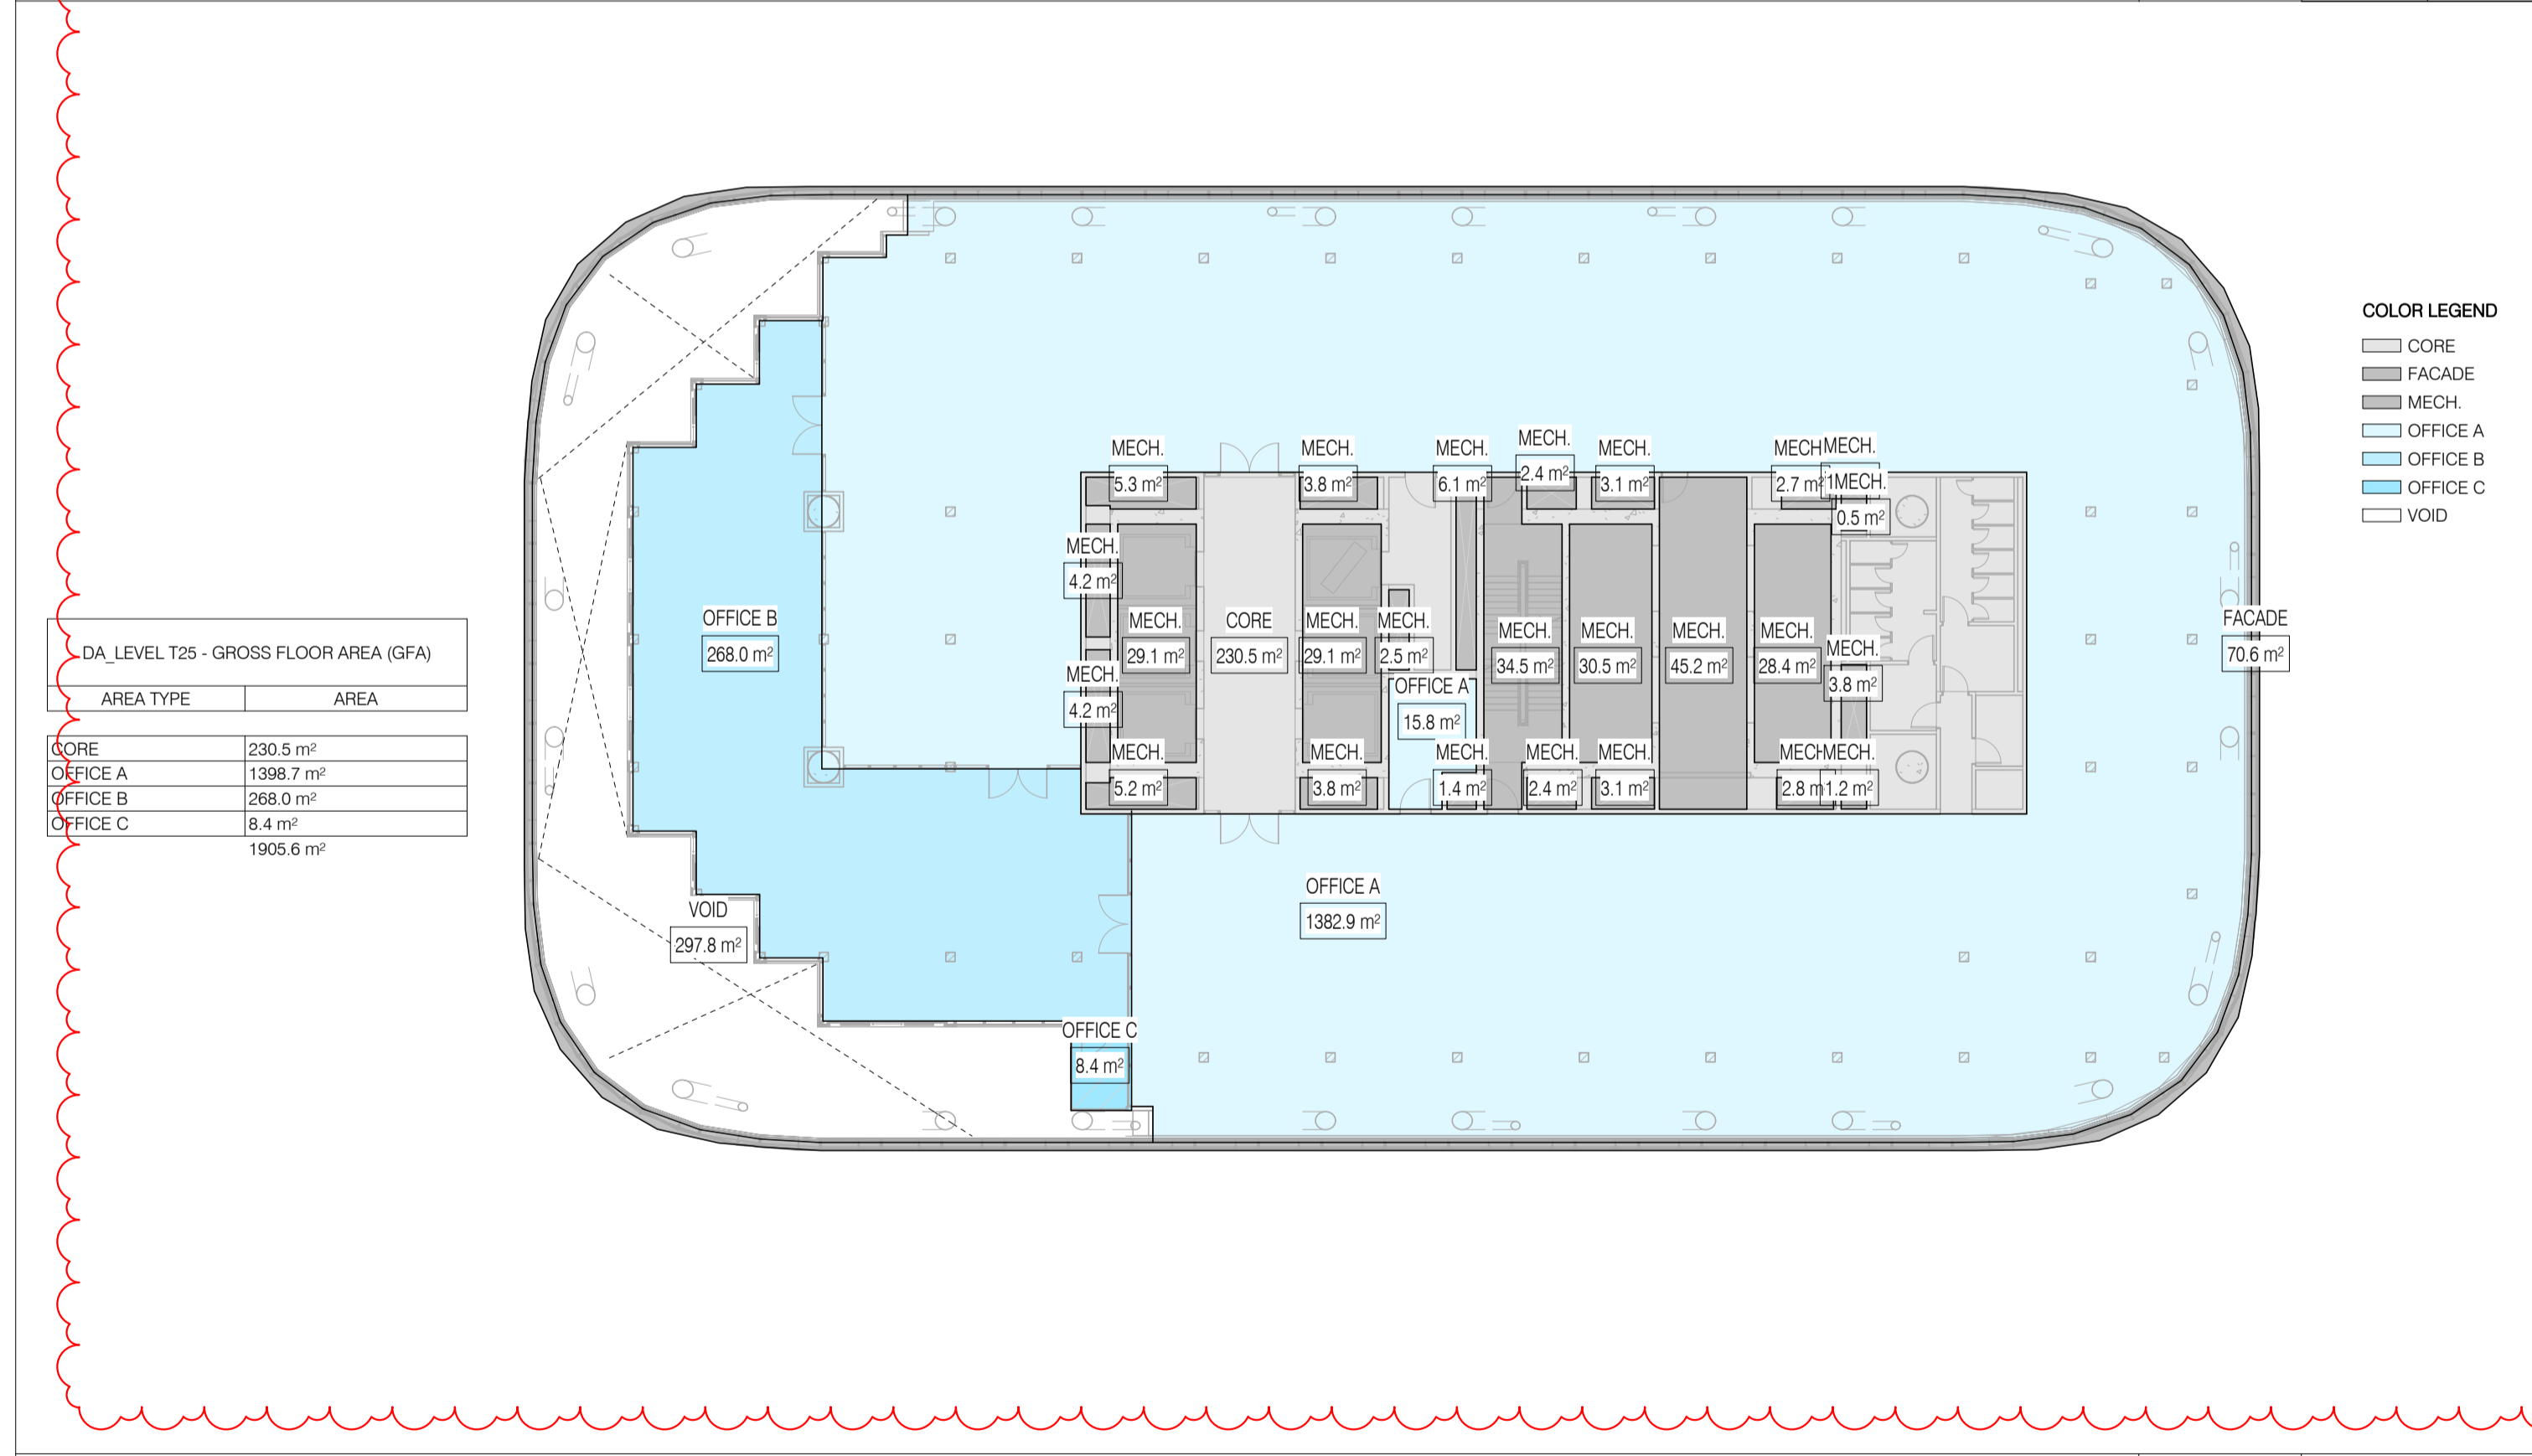 COLOR LEGEND
CORE
FACADE
MECH.
OFFICE A
OFFICE B
OFFICE C
VOID
DA_LEVEL T25 - GROSS FLOOR AREA (GFA)
AREA TYPE AREA
CORE 230.5 m²
OFFICE A 1398.7 m²
OFFICE B 268.0 m²
OFFICE C 8.4 m²
1905.6 m²
MECH.
5.3 m²
MECH.
3.8 m²
MECH.
6.1 m²
MECH.
2.4 m²
MECH.
3.1 m²
MECH
2.7 m²
MECH.
MECH.
0.5 m²
MECH.
4.2 m²
OFFICE B
268.0 m²
MECH.
29.1 m²
CORE
230.5 m²
MECH.
29.1 m²
MECH.
2.5 m²
MECH.
34.5 m²
MECH.
30.5 m²
MECH.
45.2 m²
MECH.
28.4 m²
MECH.
3.8 m²
FACADE
70.6 m²
MECH.
4.2 m²
OFFICE A
15.8 m²
MECH.
5.2 m²
MECH.
3.8 m²
MECH.
1.4 m²
MECH.
2.4 m²
MECH.
3.1 m²
MECH
2.8 m
MECH.
1.2 m²
OFFICE A
1382.9 m²
VOID
297.8 m²
OFFICE C
8.4 m²